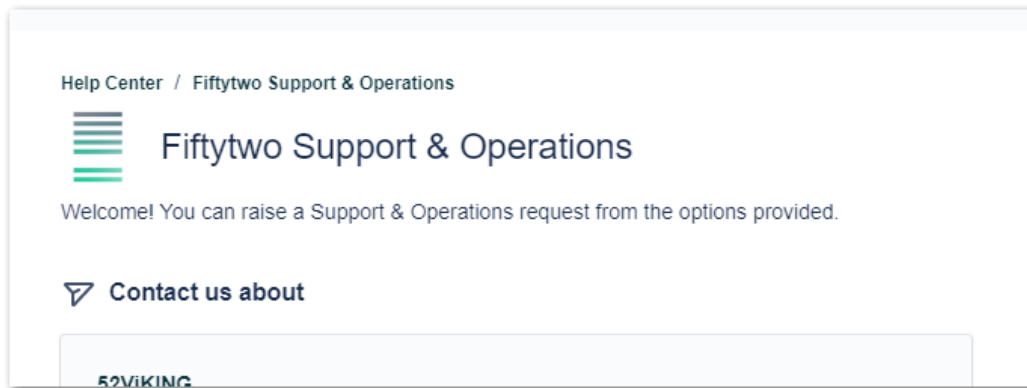 Help Center / Fiftytwo Support & Operations
Fiftytwo Support & Operations
Welcome! You can raise a Support & Operations request from the options provided.
Contact us about
52ViKING